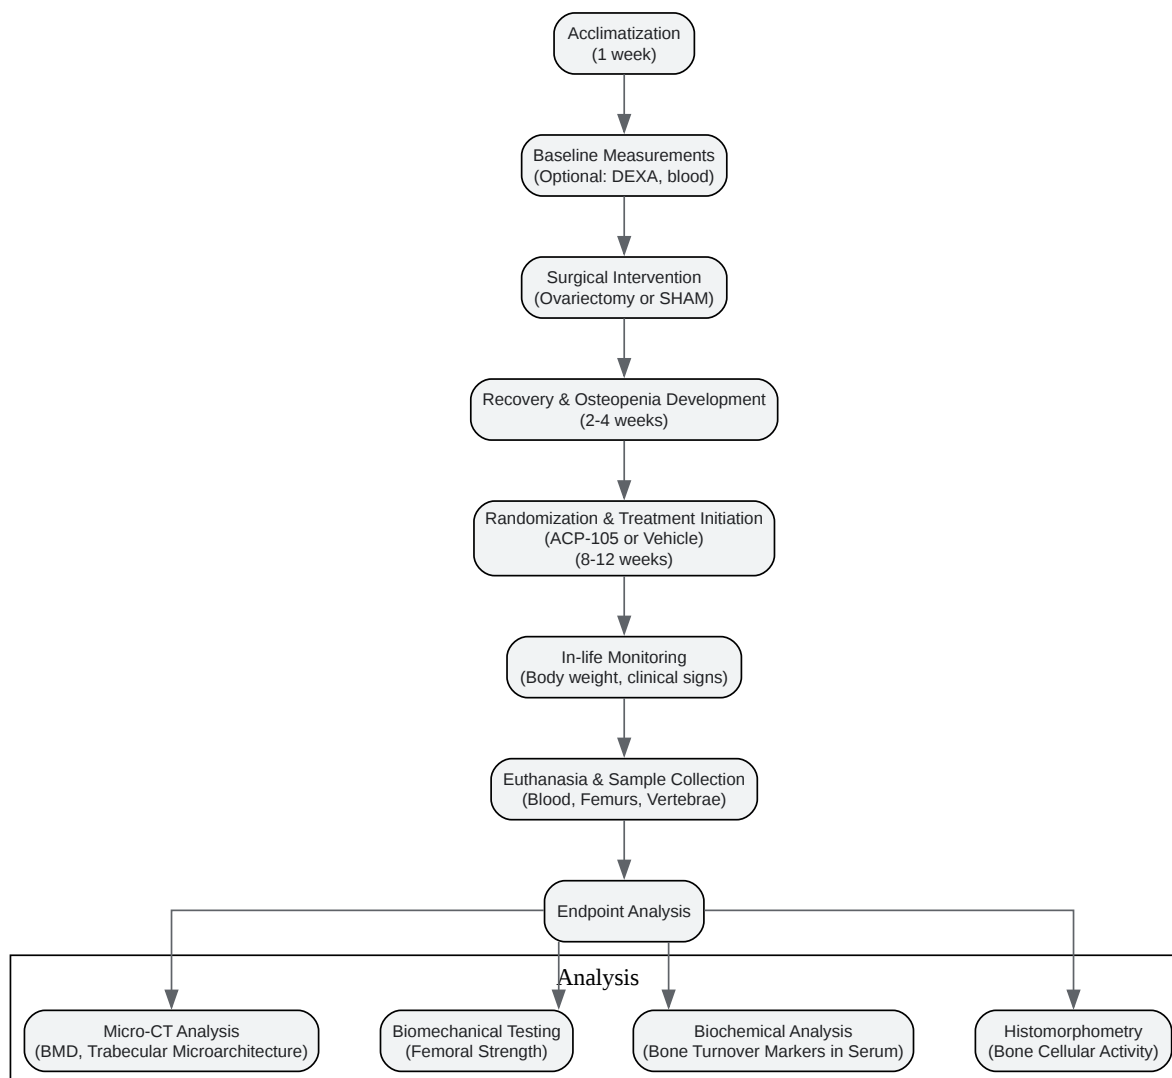 Acclimatization
(1 week)
Baseline Measurements
(Optional: DEXA, blood)
Surgical Intervention
(Ovariectomy or SHAM)
Recovery & Osteopenia Development
(2-4 weeks)
Randomization & Treatment Initiation
(ACP-105 or Vehicle)
(8-12 weeks)
In-life Monitoring
(Body weight, clinical signs)
Euthanasia & Sample Collection
(Blood, Femurs, Vertebrae)
Endpoint Analysis
Analysis
Micro-CT Analysis
(BMD, Trabecular Microarchitecture)
Biomechanical Testing
(Femoral Strength)
Biochemical Analysis
(Bone Turnover Markers in Serum)
Histomorphometry
(Bone Cellular Activity)